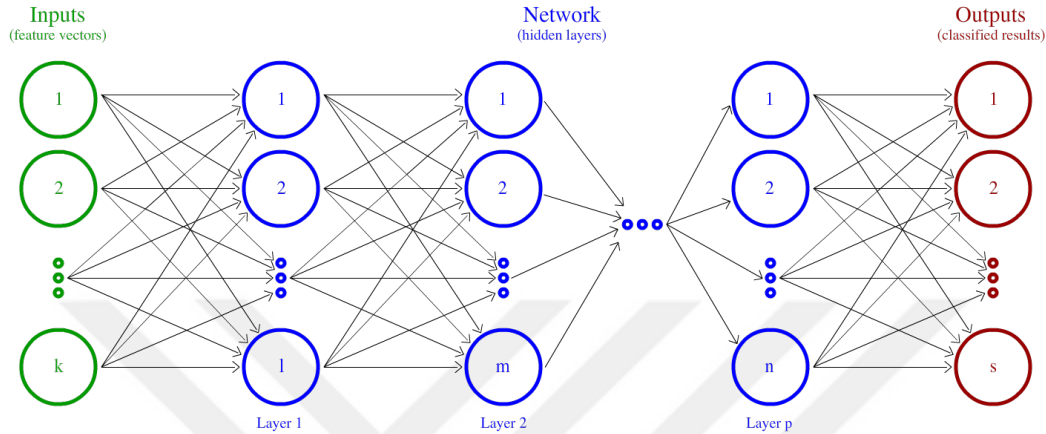 Inputs
(feature vectors)
Network
(hidden layers)
Outputs
(classified results)
1
1
1
1
1
2
2
2
2
2
k
l
m
n
s
Layer 1
Layer 2
Layer p